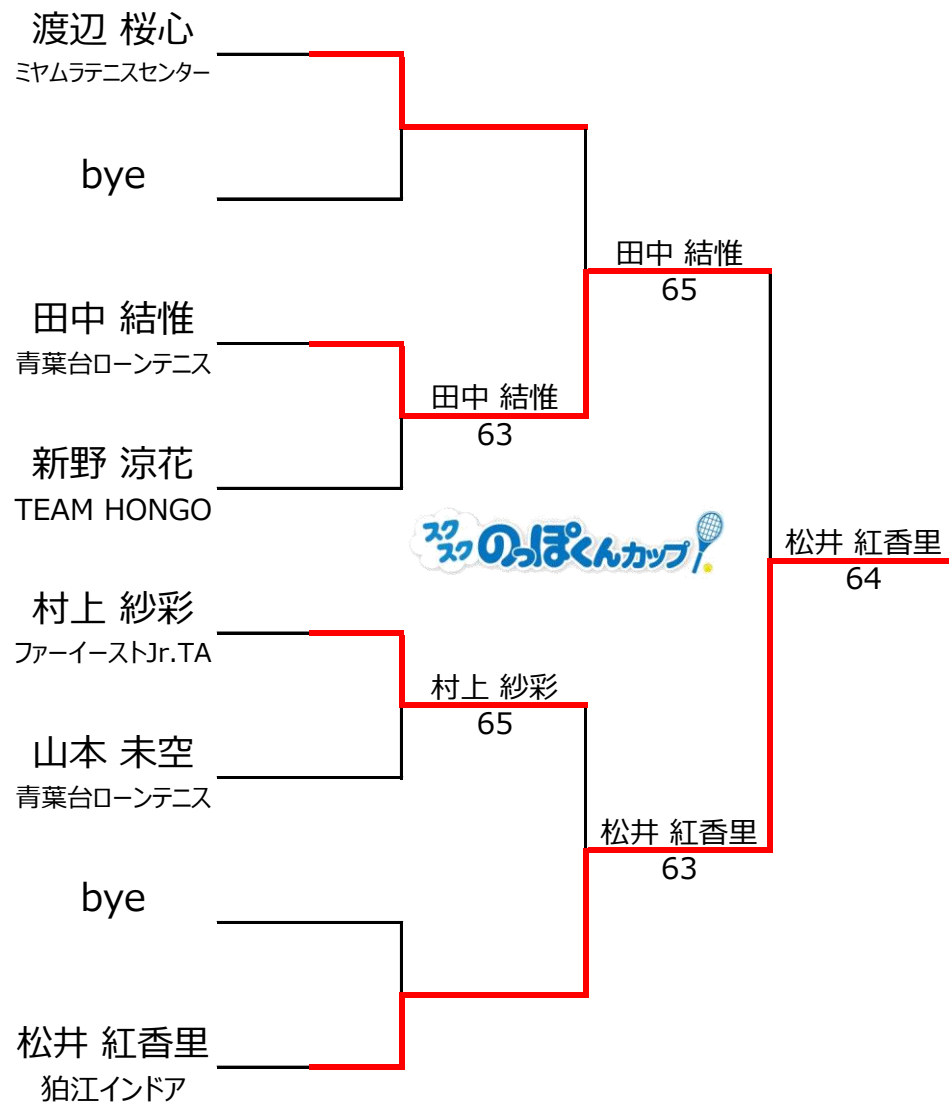 渡辺 桜心
ミヤムラテニスセンター
bye
田中 結惟
65
田中 結惟
青葉台ローンテニス
田中 結惟
63
新野 涼花
TEAM HONGO
スクスクのっぽくんカップ
松井 紅香里
64
村上 紗彩
ファーイーストJr.TA
村上 紗彩
65
山本 未空
青葉台ローンテニス
松井 紅香里
63
bye
松井 紅香里
狛江インドア